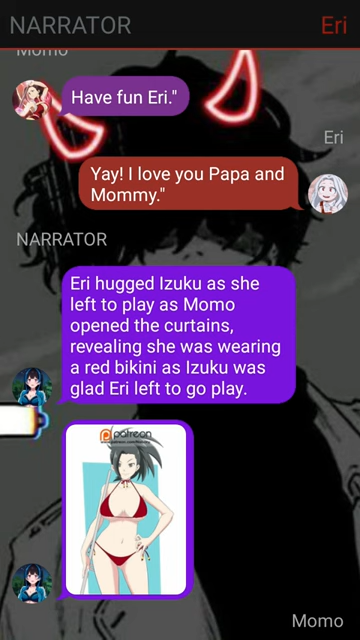 NARRATOR
Eri
Momo
Have fun Eri."
Eri
Yay! I love you Papa and
Mommy."
NARRATOR
Eri hugged Izuku as she
left to play as Momo
opened the curtains,
revealing she was wearing
a red bikini as Izuku was
glad Eri left to go play.
patreon
Momo